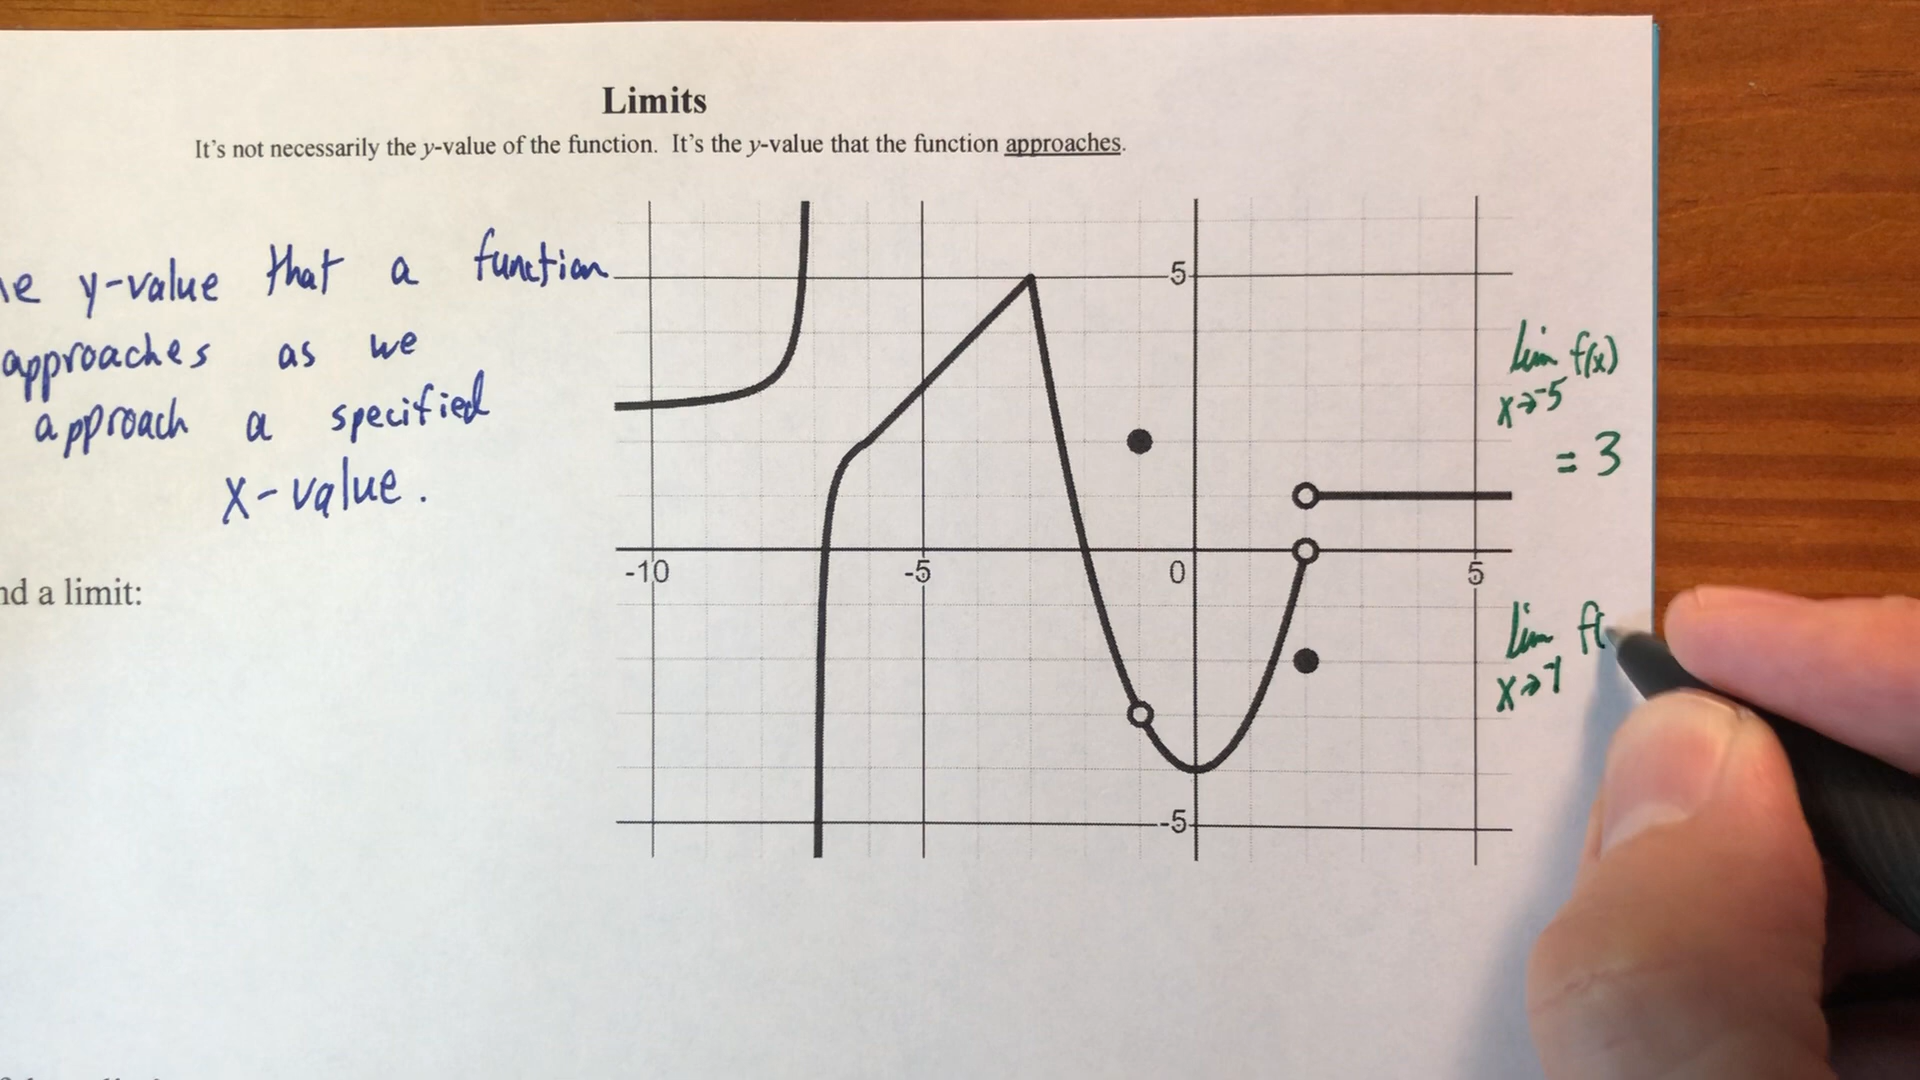 Limits
It's not necessarily the y-value of the function. It's the y-value that the function approaches.
y-value that a function
approaches as we
approach a specified
x-value.
a limit:
5
-10 -5 0 5
-5
lim f(x)
x→-5
= 3
lim f(
x→-1